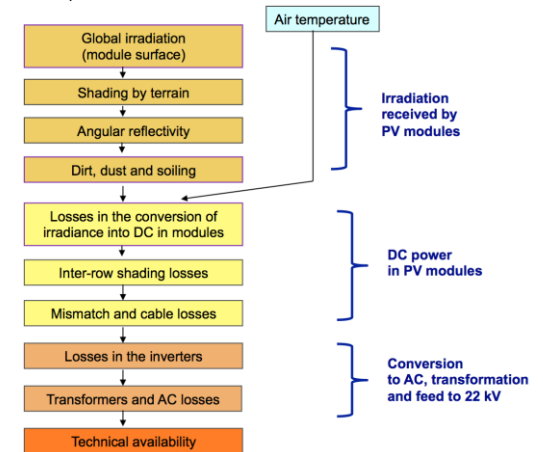 Air temperature
Global irradiation
(module surface)
Shading by terrain
Angular reflectivity
Dirt, dust and soiling
Irradiation
received by
PV modules
Losses in the conversion of
irradiance into DC in modules
Inter-row shading losses
Mismatch and cable losses
DC power
in PV modules
Losses in the inverters
Transformers and AC losses
Technical availability
Conversion
to AC, transformation
and feed to 22 kV